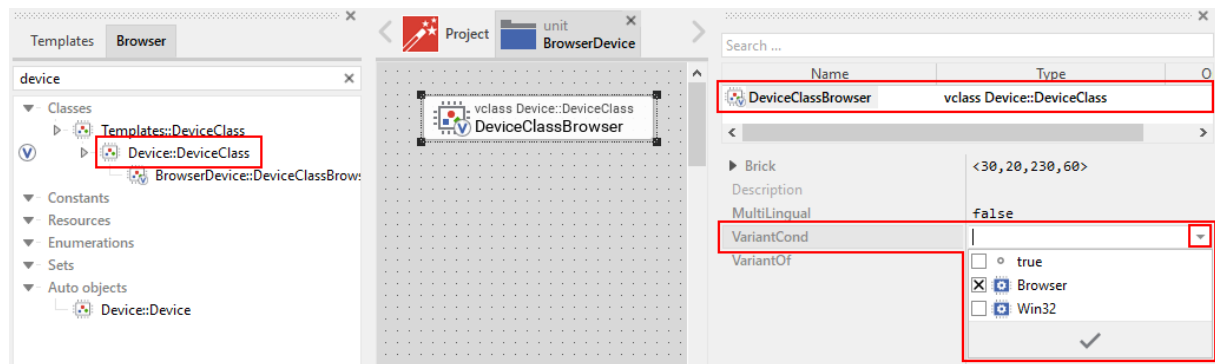 Templates Browser
device
Classes
Templates::DeviceClass
Device::DeviceClass
BrowserDevice::DeviceClassBrow
Constants
Resources
Enumerations
Sets
Auto objects
Device::Device
Project
unit
BrowserDevice
vclass Device::DeviceClass
DeviceClassBrowser
Search ...
Name Type O
DeviceClassBrowser vclass Device::DeviceClass
Brick <30,20,230,60>
Description
MultiLingual false
VariantCond
VariantOf
true
Browser
Win32